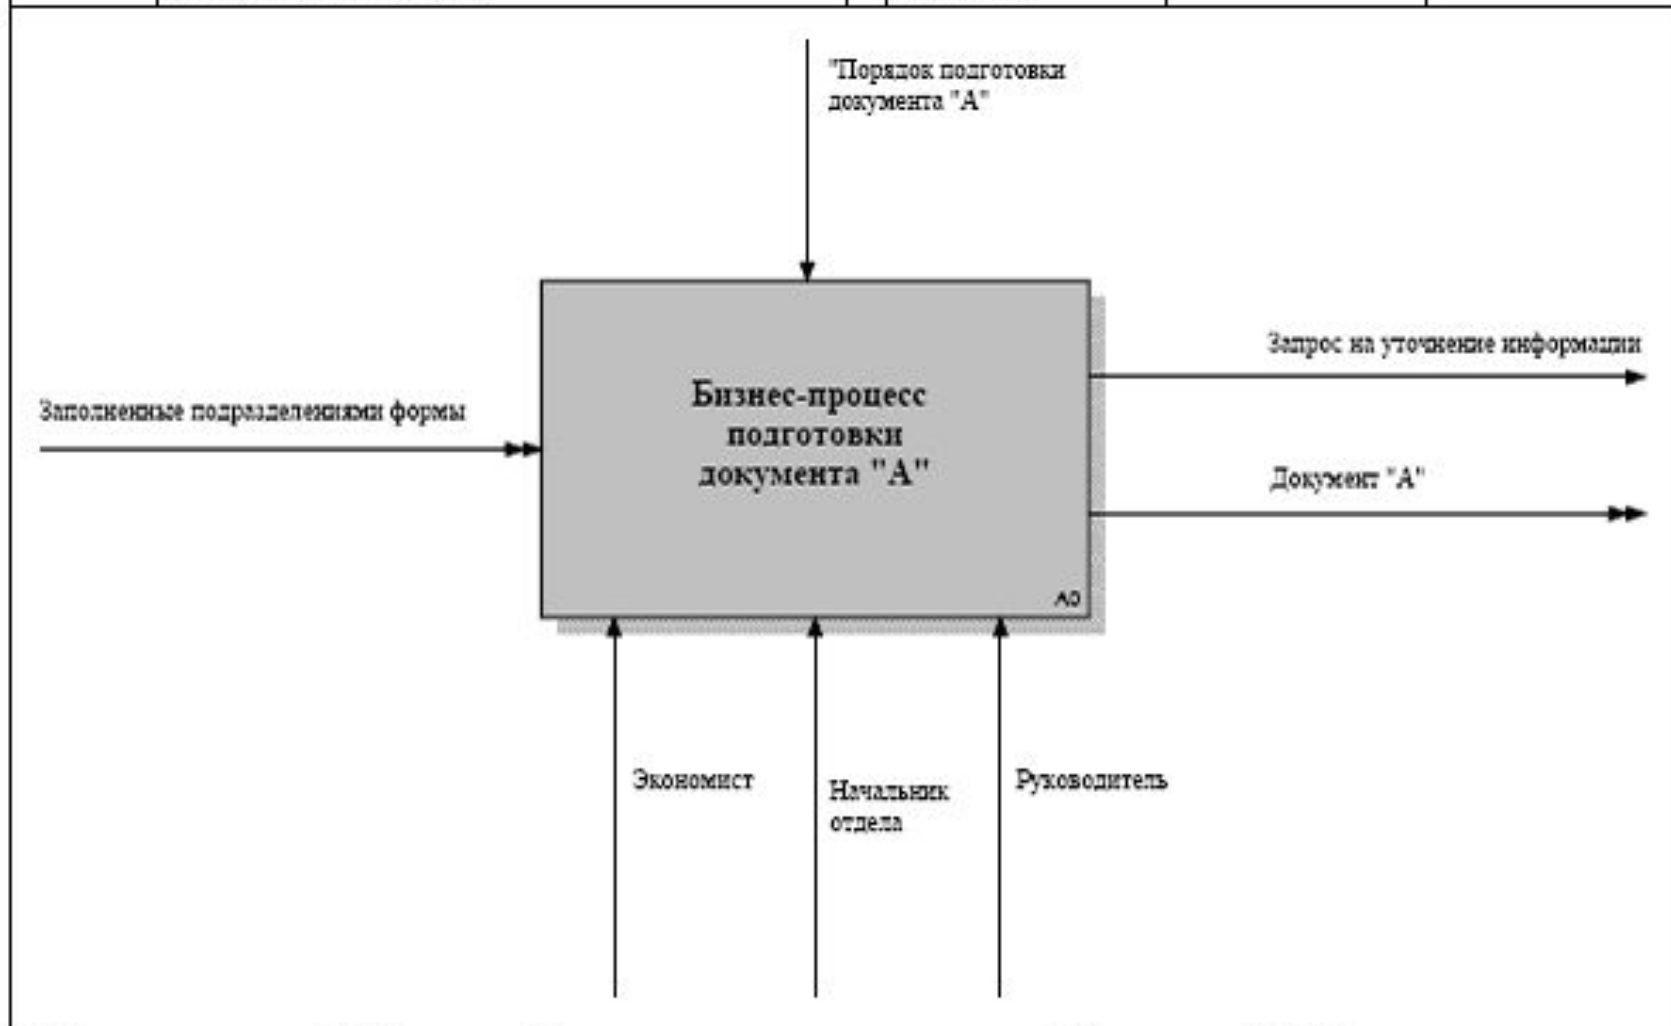 "Порядок подготовки
документа "А"
Заполненные подразделениями формы
Бизнес-процесс
подготовки
документа "А"
A0
Запрос на уточнение информации
Документ "А"
Экономист
Начальник
отдела
Руководитель